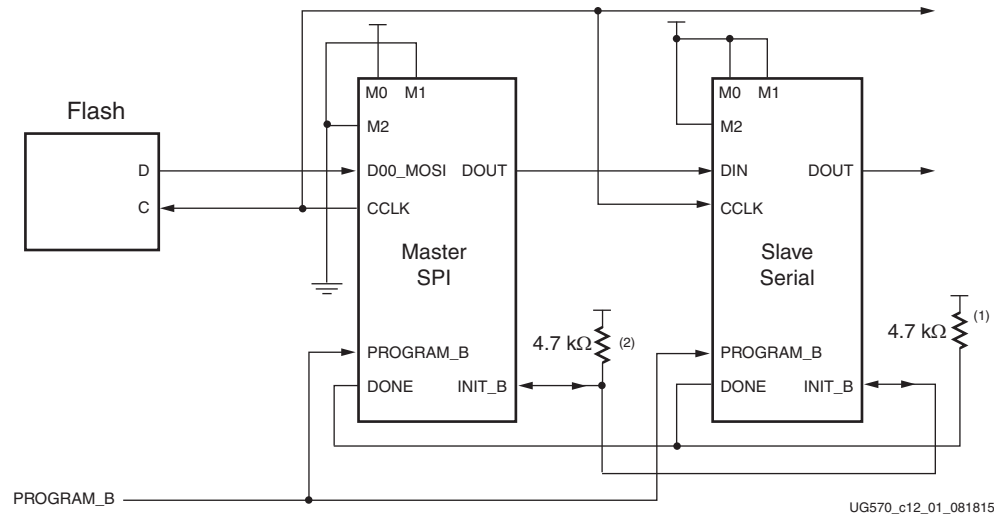 M0 M1
M0 M1
Flash
M2
M2
D
D00_MOSI DOUT
DIN DOUT
C
CCLK
CCLK
Master
SPI
Slave
Serial
4.7 kΩ (2)
4.7 kΩ (1)
PROGRAM_B
PROGRAM_B
DONE INIT_B
DONE INIT_B
PROGRAM_B
UG570_c12_01_081815